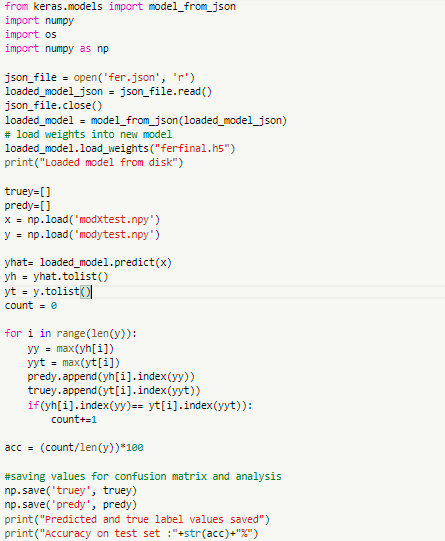 from keras.models import model_from_json
import numpy
import os
import numpy as np

json_file = open('fer.json', 'r')
loaded_model_json = json_file.read()
json_file.close()
loaded_model = model_from_json(loaded_model_json)
# load weights into new model
loaded_model.load_weights("ferfinal.h5")
print("Loaded model from disk")

truey=[]
predy=[]
x = np.load('modXtest.npy')
y = np.load('modytest.npy')

yhat= loaded_model.predict(x)
yh = yhat.tolist()
yt = y.tolist()
count = 0

for i in range(len(y)):
    yy = max(yh[i])
    yyt = max(yt[i])
    predy.append(yh[i].index(yy))
    truey.append(yt[i].index(yyt))
    if(yh[i].index(yy)== yt[i].index(yyt)):
        count+=1

acc = (count/len(y))*100

#saving values for confusion matrix and analysis
np.save('truey', truey)
np.save('predy', predy)
print("Predicted and true label values saved")
print("Accuracy on test set :"+str(acc)+"%")